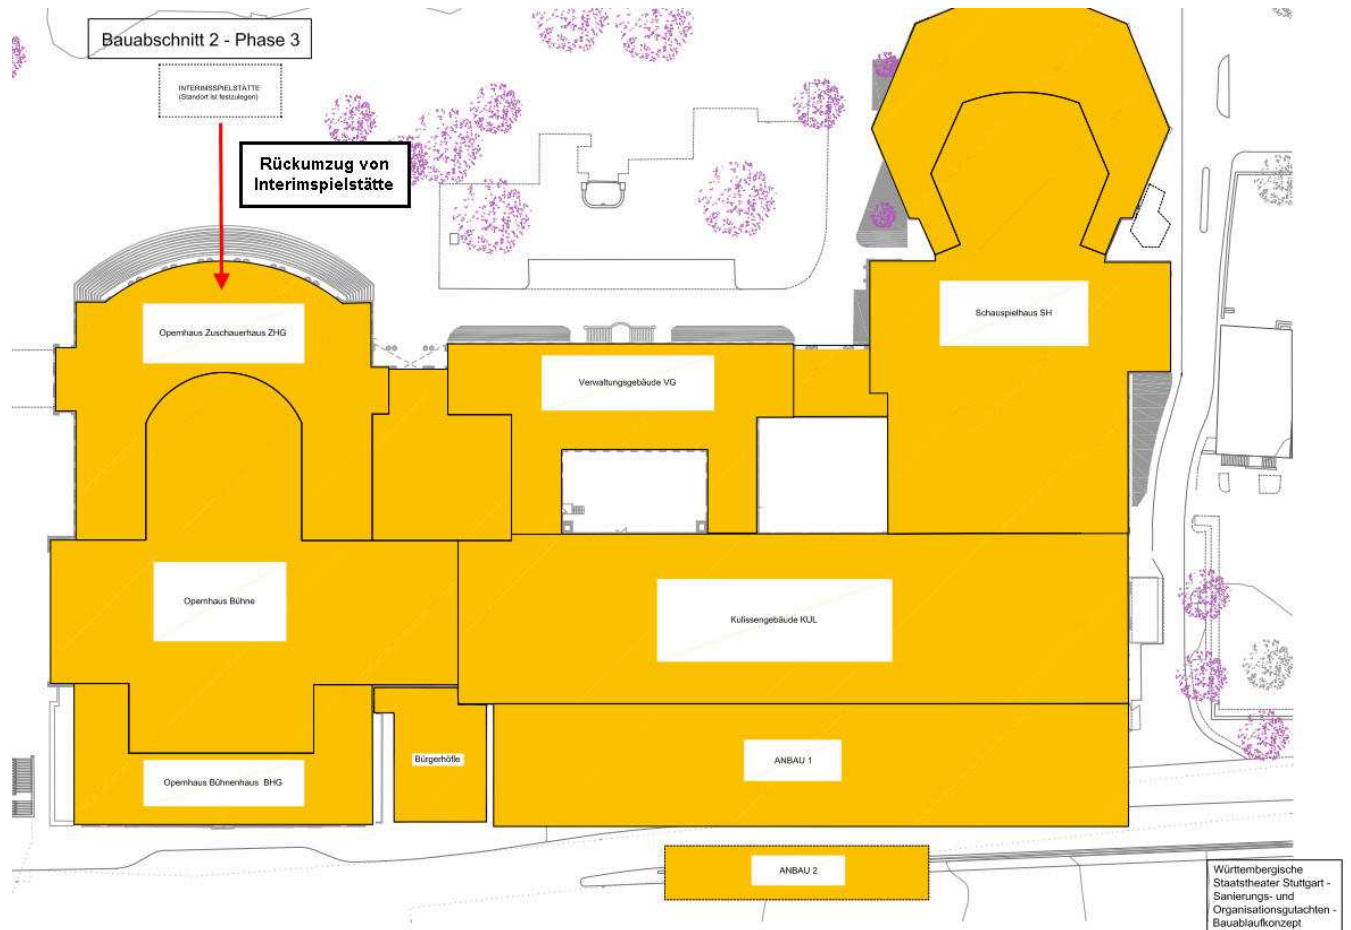 Bauabschnitt 2 - Phase 3
INTERIMSSPIELSTÄTTE
(Standort ist festzulegen)
Rückumzug von
Interimspielstätte
Opernhaus Zuschauerhaus ZHG
Verwaltungsgebäude VG
Schauspielhaus SH
Opernhaus Bühne
Kulissengebäude KUL
Bürgerhöfle
ANBAU 1
Opernhaus Bühnenhaus BHG
ANBAU 2
Württembergische
Staatstheater Stuttgart -
Sanierungs- und
Organisationsgutachten -
Bauablaufkonzept